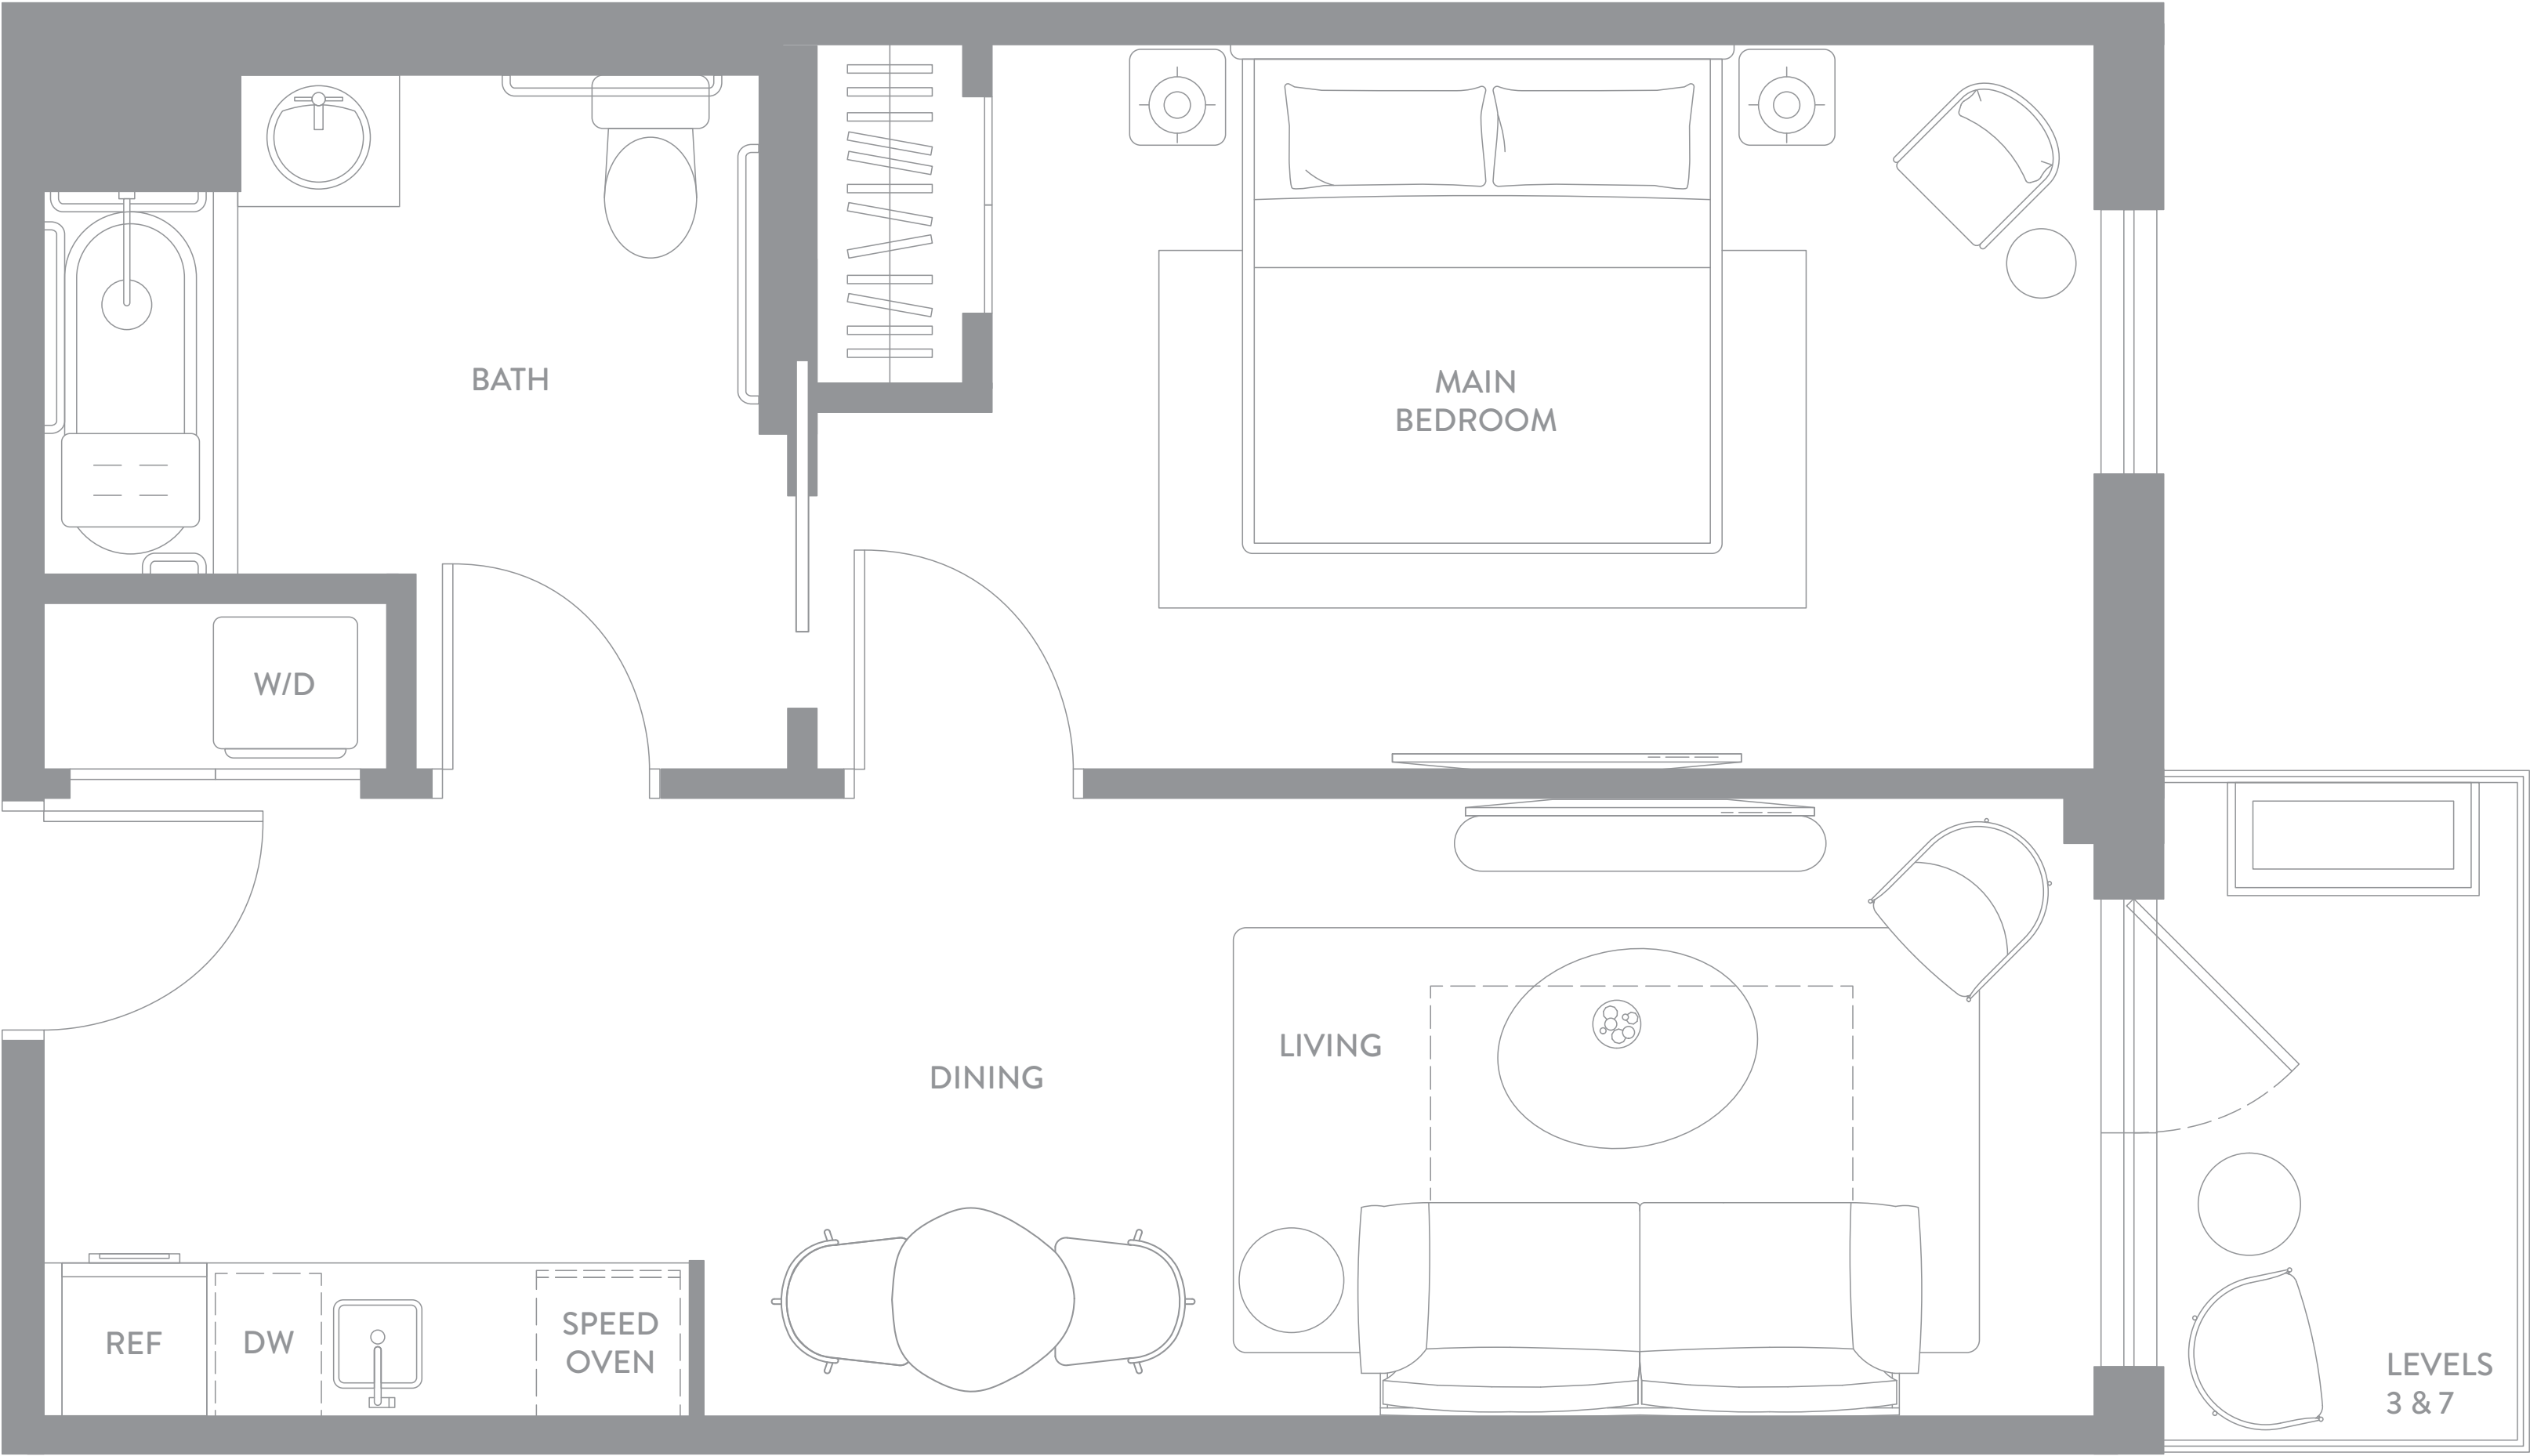 BATH
MAIN
BEDROOM
W/D
LIVING
DINING
REF
DW
SPEED
OVEN
LEVELS
3 & 7